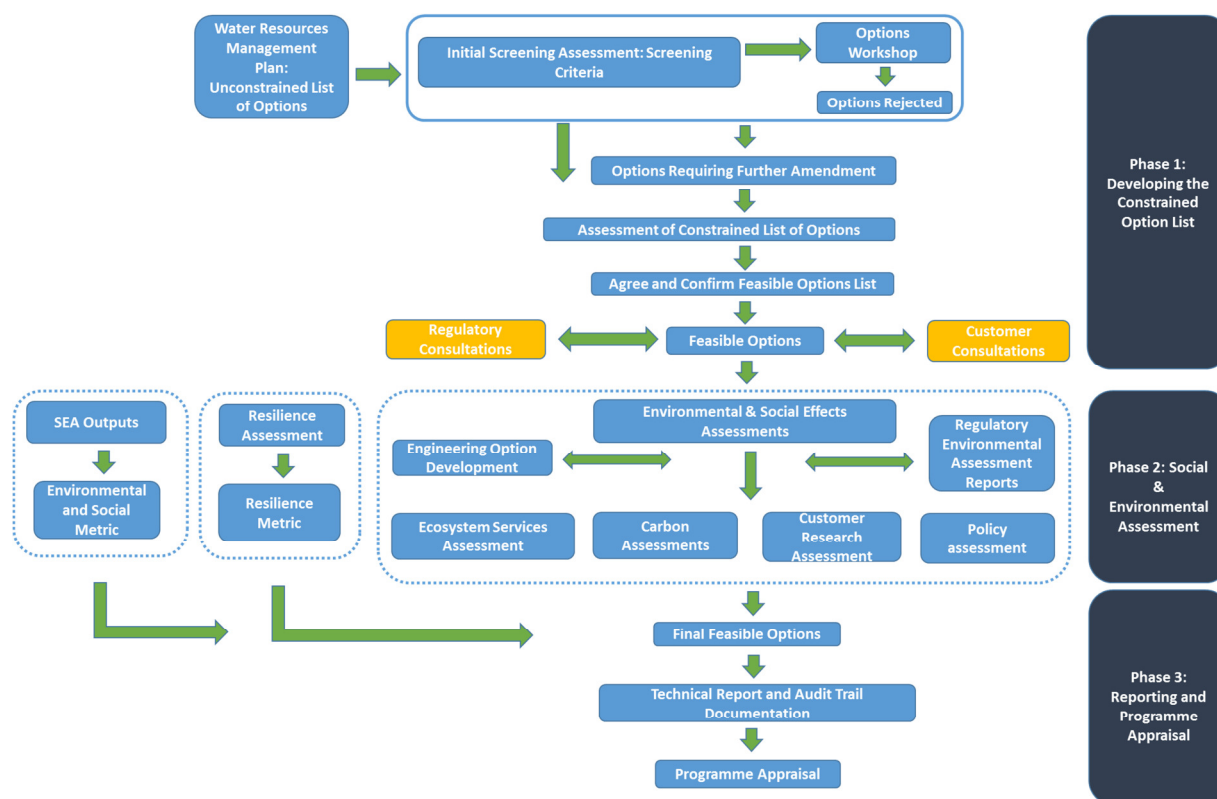 Water Resources
Management
Plan:
Unconstrained List
of Options
Initial Screening Assessment: Screening
Criteria
Options
Workshop
Options Rejected
Options Requiring Further Amendment
Assessment of Constrained List of Options
Agree and Confirm Feasible Options List
Regulatory
Consultations
Feasible Options
Customer
Consultations
Phase 1:
Developing the
Constrained
Option List
SEA Outputs
Environmental
and Social
Metric
Resilience
Assessment
Resilience
Metric
Environmental & Social Effects
Assessments
Engineering Option
Development
Regulatory
Environmental
Assessment
Reports
Ecosystem Services
Assessment
Carbon
Assessments
Customer
Research
Assessment
Policy
assessment
Phase 2: Social
&
Environmental
Assessment
Final Feasible Options
Technical Report and Audit Trail
Documentation
Programme Appraisal
Phase 3:
Reporting and
Programme
Appraisal